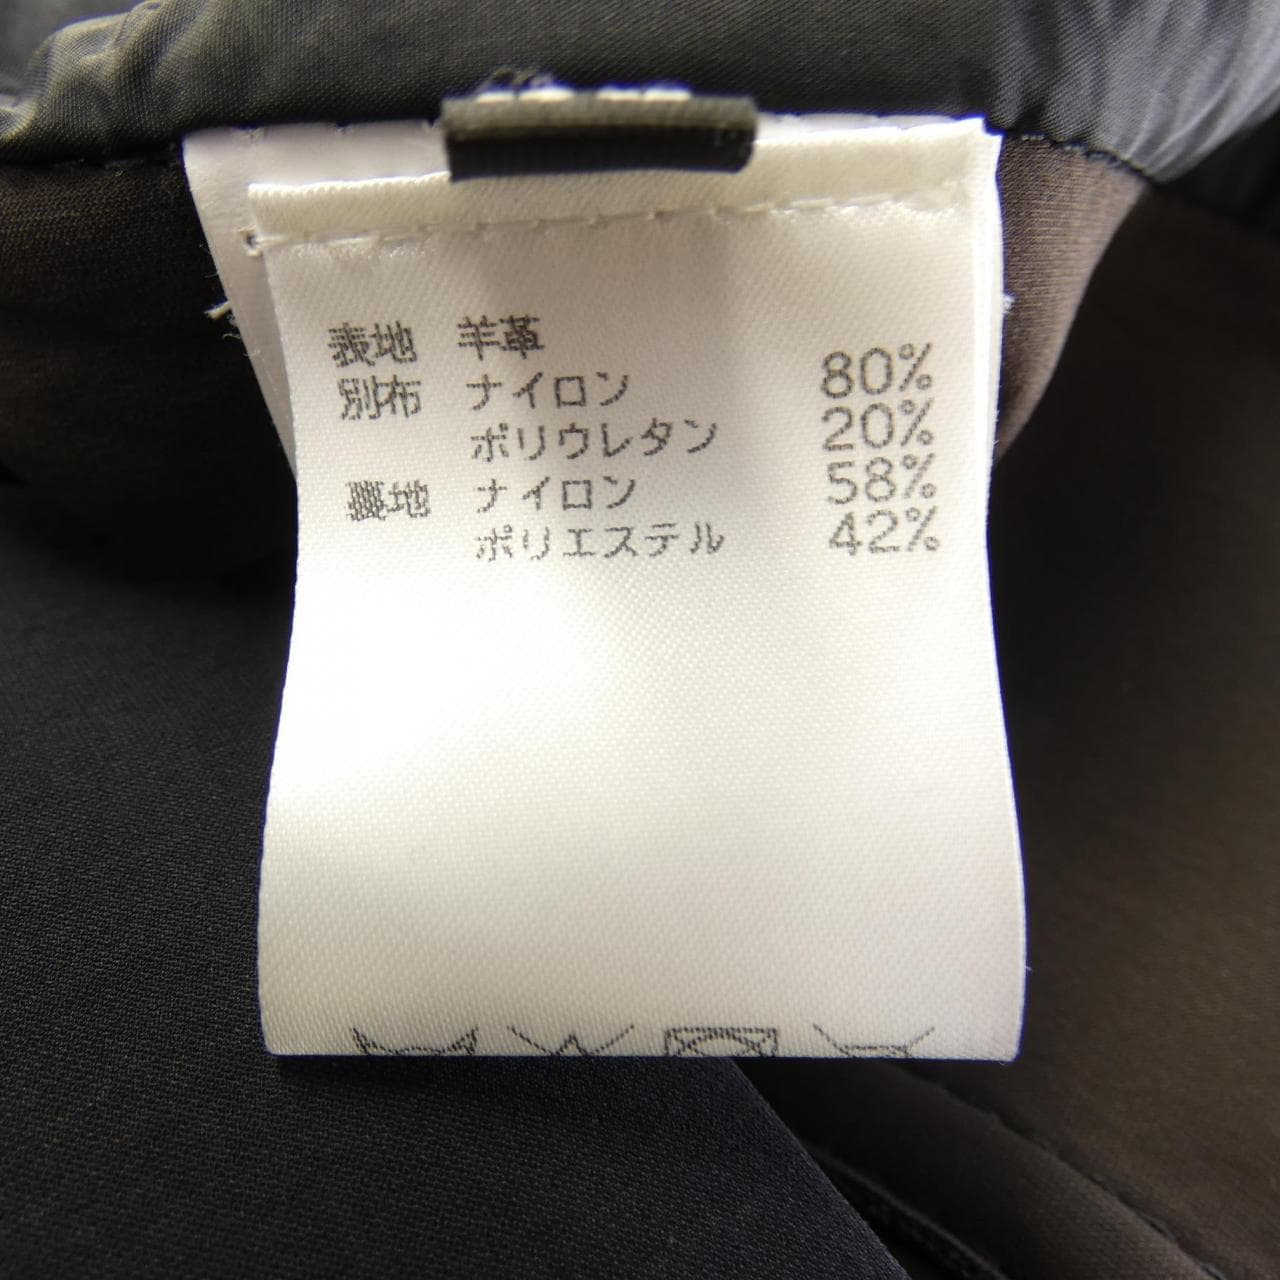 表地 羊革
別布 ナイロン 80%
ポリウレタン 20%
裏地 ナイロン 58%
ポリエステル 42%